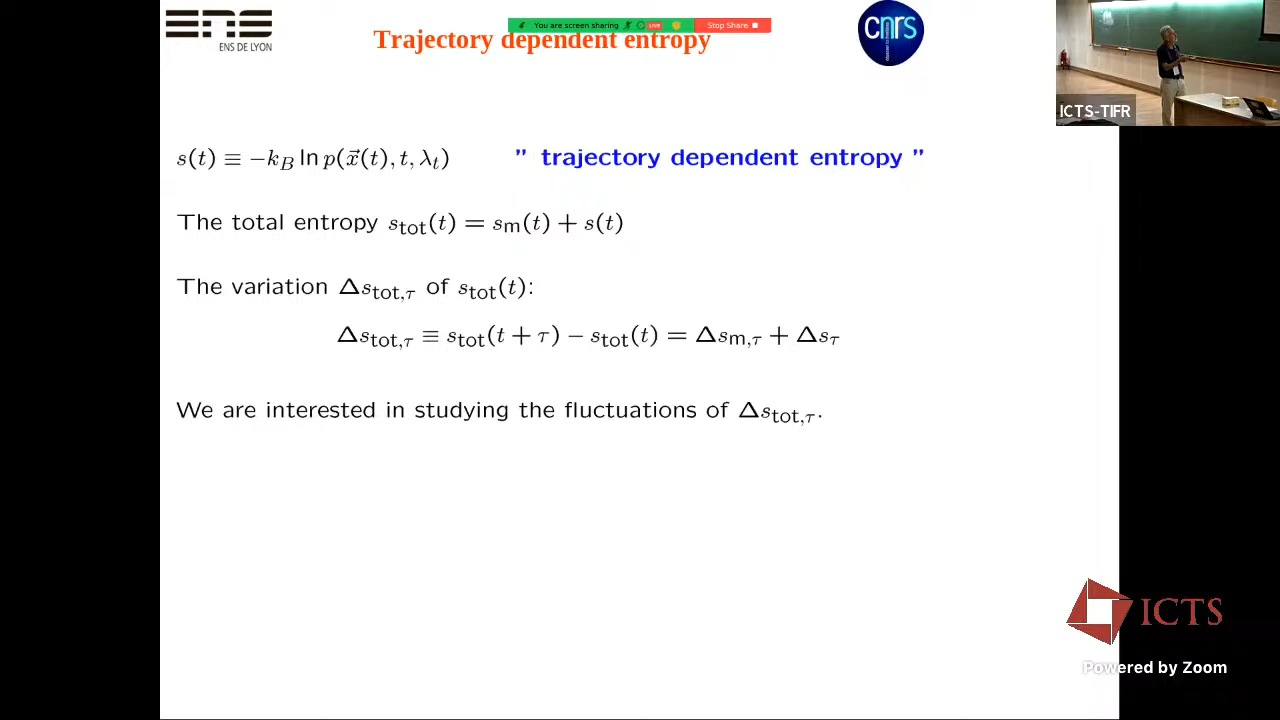 ENS DE LYON
You are screen sharing LIVE Stop Share
Trajectory dependent entropy
cnrs
ICTS-TIFR
s(t) ≡ −k_B ln p(x⃗(t), t, λ_t) " trajectory dependent entropy "
The total entropy s_tot(t) = s_m(t) + s(t)
The variation Δs_tot,τ of s_tot(t):
Δs_tot,τ ≡ s_tot(t + τ) − s_tot(t) = Δs_m,τ + Δs_τ
We are interested in studying the fluctuations of Δs_tot,τ.
ICTS
Powered by Zoom